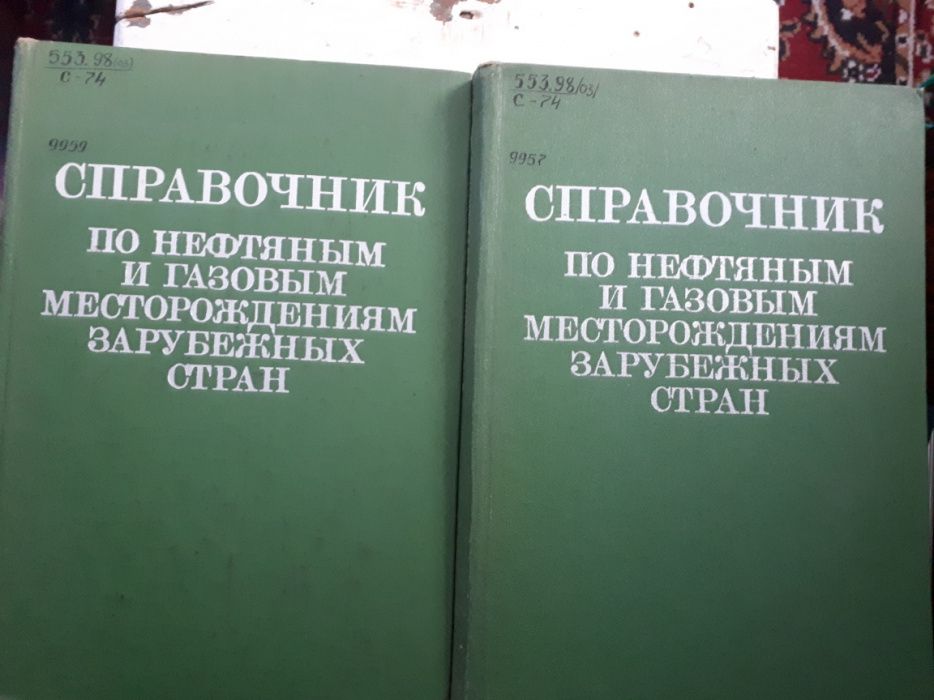 553.98(03)
С-74
9999
СПРАВОЧНИК
ПО НЕФТЯНЫМ
И ГАЗОВЫМ
МЕСТОРОЖДЕНИЯМ
ЗАРУБЕЖНЫХ
СТРАН
553.98/03/
С-74
9957
СПРАВОЧНИК
ПО НЕФТЯНЫМ
И ГАЗОВЫМ
МЕСТОРОЖДЕНИЯМ
ЗАРУБЕЖНЫХ
СТРАН